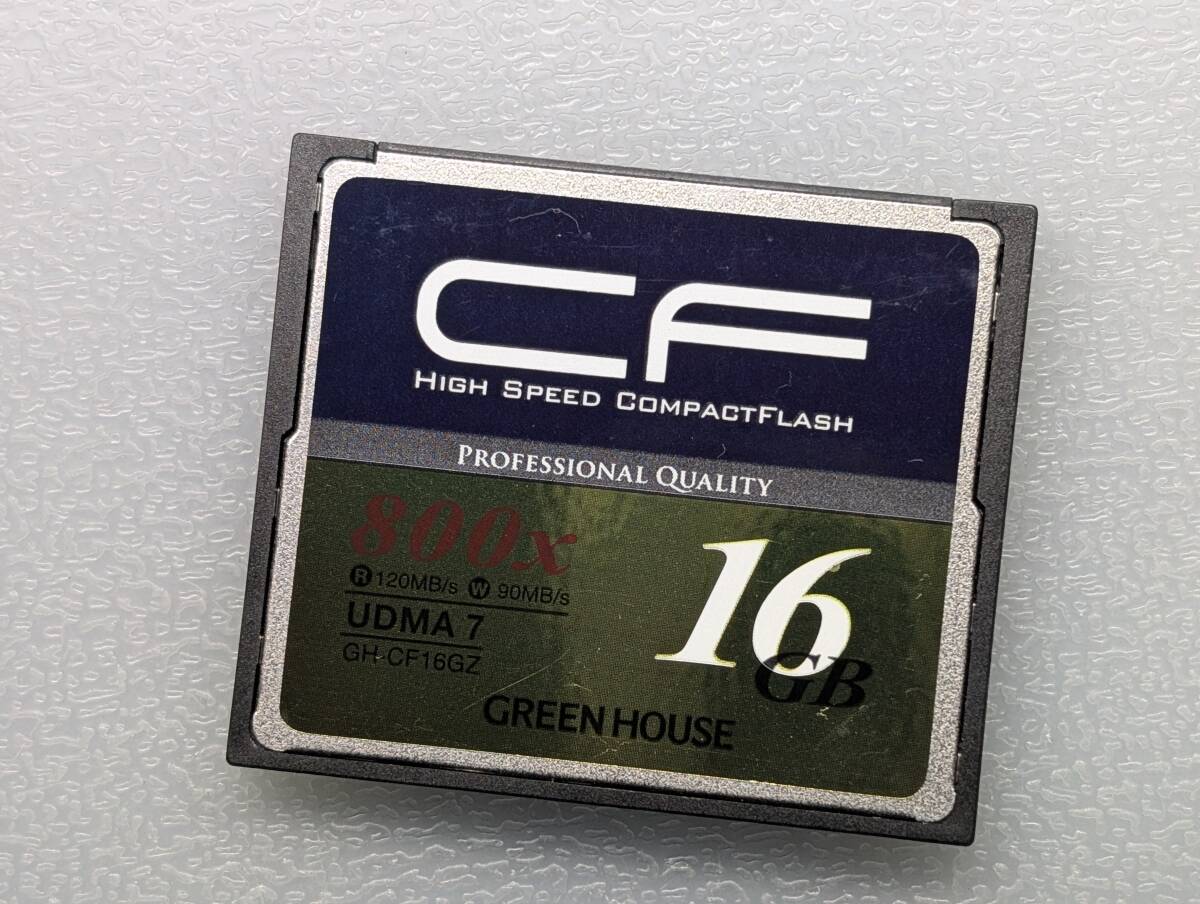 CF
HIGH SPEED COMPACTFLASH
PROFESSIONAL QUALITY
800x
R 120MB/s W 90MB/s
UDMA 7
GH-CF16GZ
16
GB
GREEN HOUSE